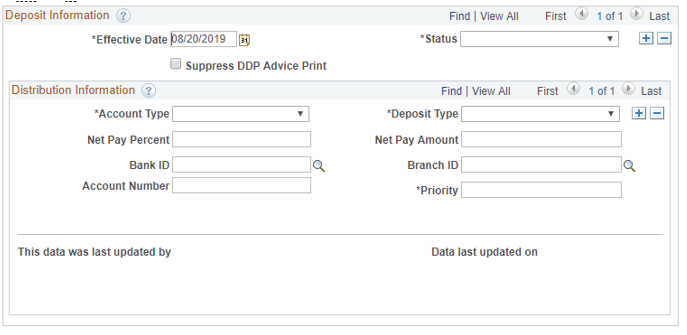 Deposit Information ? Find | View All First 1 of 1 Last
*Effective Date 08/20/2019 31 *Status
Suppress DDP Advice Print
Distribution Information ? Find | View All First 1 of 1 Last
*Account Type *Deposit Type
Net Pay Percent Net Pay Amount
Bank ID Branch ID
Account Number *Priority
This data was last updated by Data last updated on